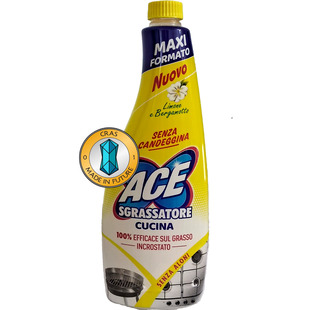 MAXI
FORMATO
Nuovo
Limone
e Bergamotto
SENZA
CANDEGGINA
CRAS
MADE IN FUTURE
ACE
SGRASSATORE
CUCINA
100% EFFICACE SUL GRASSO
INCROSTATO
SENZA ALONI